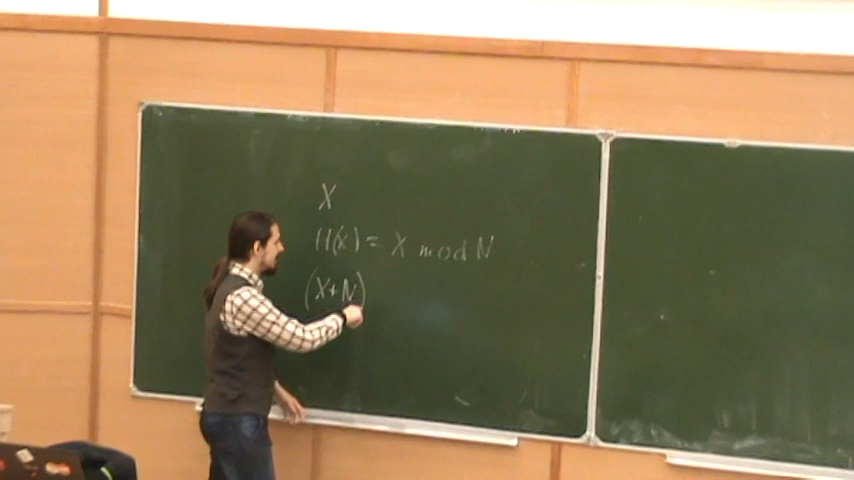 X
H(X) = X mod N
(X+N)